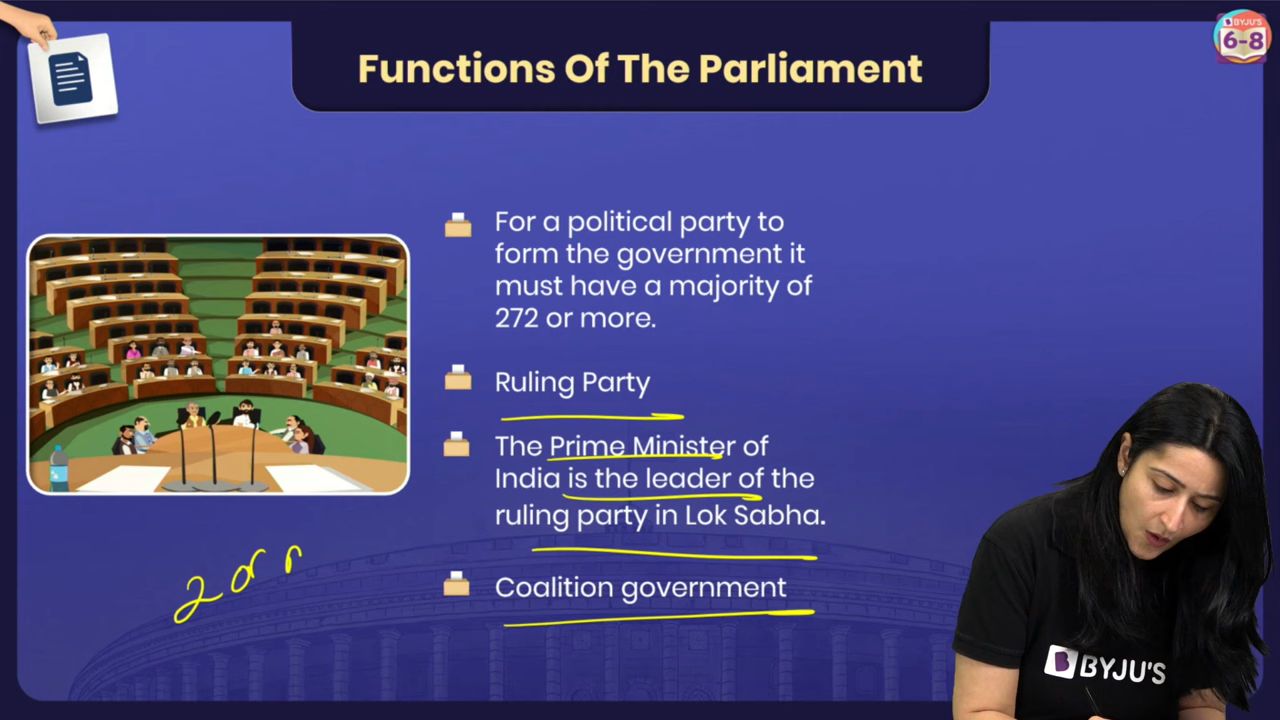 Functions Of The Parliament
BYJU'S
6-8
For a political party to
form the government it
must have a majority of
272 or more.
Ruling Party
The Prime Minister of
India is the leader of the
ruling party in Lok Sabha.
Coalition government
2 or
BYJU'S